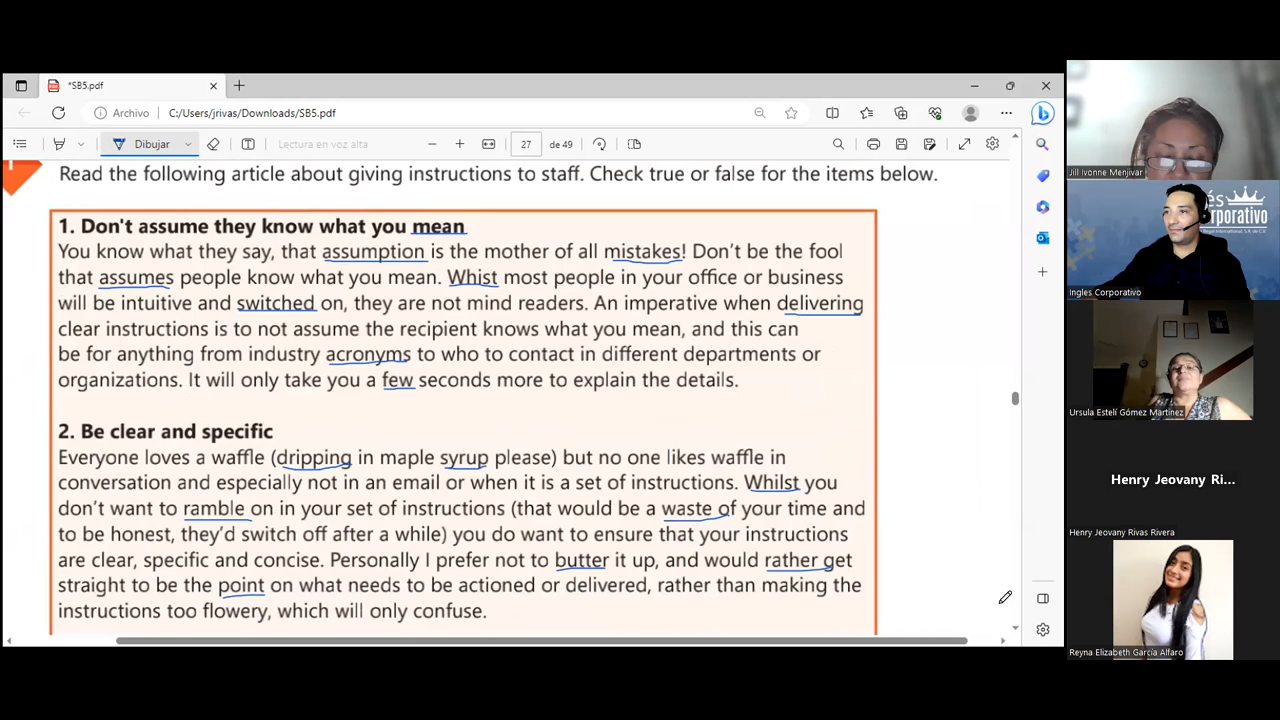 *SB5.pdf
Archivo
C:/Users/jrivas/Downloads/SB5.pdf
Dibujar
Lectura en voz alta
27
de 49
Read the following article about giving instructions to staff. Check true or false for the items below.
1. Don't assume they know what you mean
You know what they say, that assumption is the mother of all mistakes! Don't be the fool
that assumes people know what you mean. Whist most people in your office or business
will be intuitive and switched on, they're not mind readers. An imperative when delivering
clear instructions is to not assume the recipient knows what you mean, and this can
be for anything from industry acronyms to who to contact in different departments or
organizations. It will only take you a few seconds more to explain the details.
2. Be clear and specific
Everyone loves a waffle (dripping in maple syrup please) but no one likes waffle in
conversation and especially not in an email or when it is a set of instructions. Whilst you
don't want to ramble on in your set of instructions (that would be a waste of your time and
to be honest, they'd switch off after a while) you do want to ensure that your instructions
are clear, specific and concise. Personally I prefer not to butter it up, and would rather get
straight to be the point on what needs to be actioned or delivered, rather than making the
instructions too flowery, which will only confuse.
Jill Ivonne Menjivar
és
rporativo
Ingles Corporativo
Ursula Estelí Gómez Martínez
Henry Jeovany Ri...
Henry Jeovany Rivas Rivera
Reyna Elizabeth García Alfaro